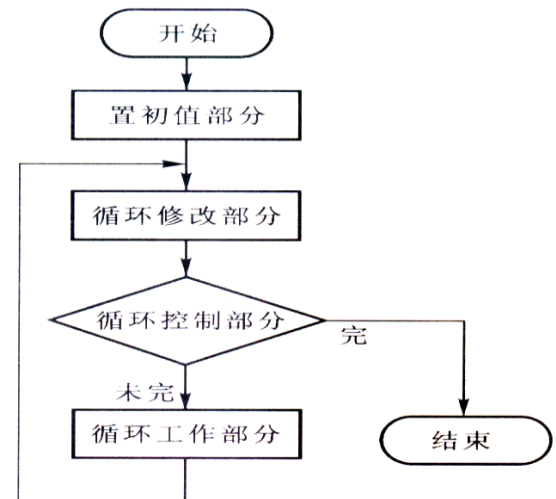 开始
置初值部分
循环修改部分
循环控制部分
完
未完
循环工作部分
结束